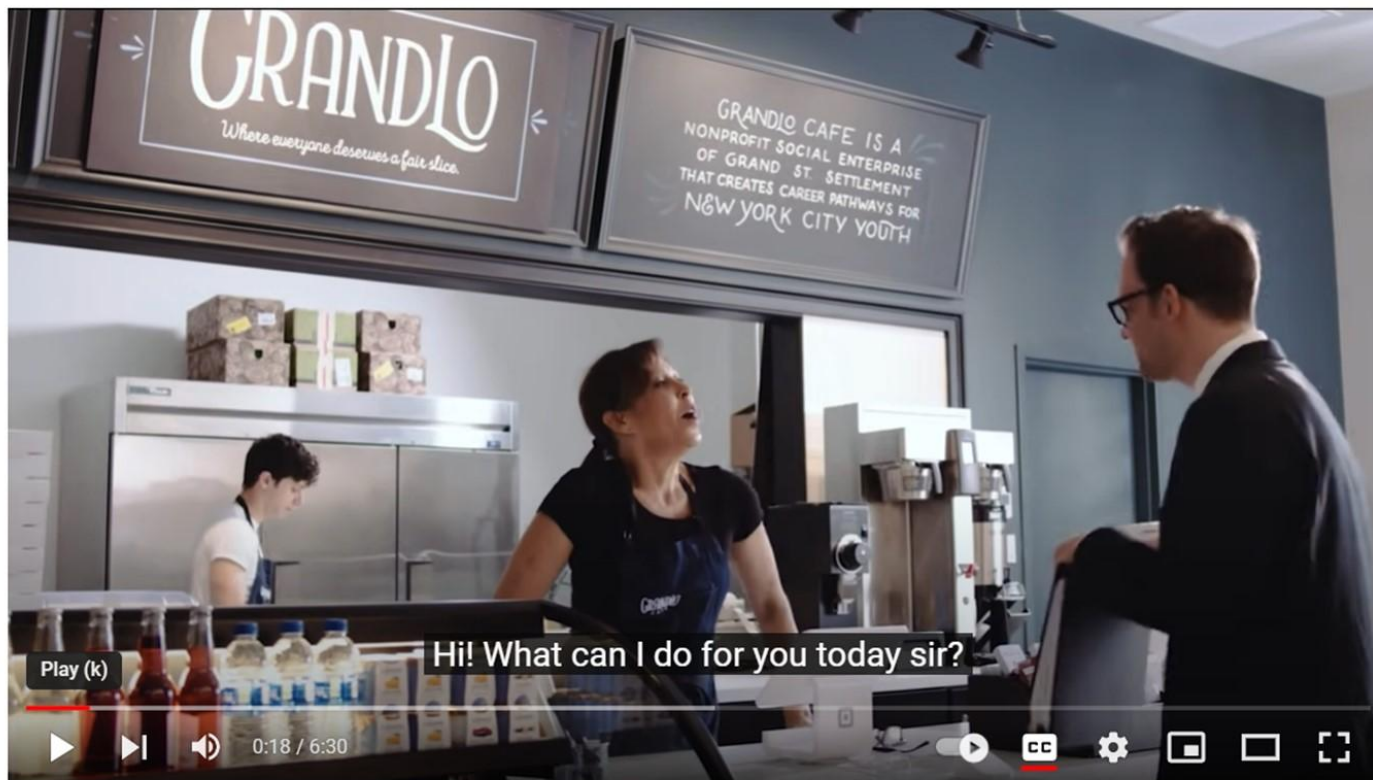 GRANDLO
Where everyone deserves a fair slice.
GRANDLO CAFE IS A
NONPROFIT SOCIAL ENTERPRISE
OF GRAND ST. SETTLEMENT
THAT CREATES CAREER PATHWAYS FOR
NEW YORK CITY YOUTH
GRANDLO
Hi! What can I do for you today sir?
Play (k)
0:18 / 6:30
CC